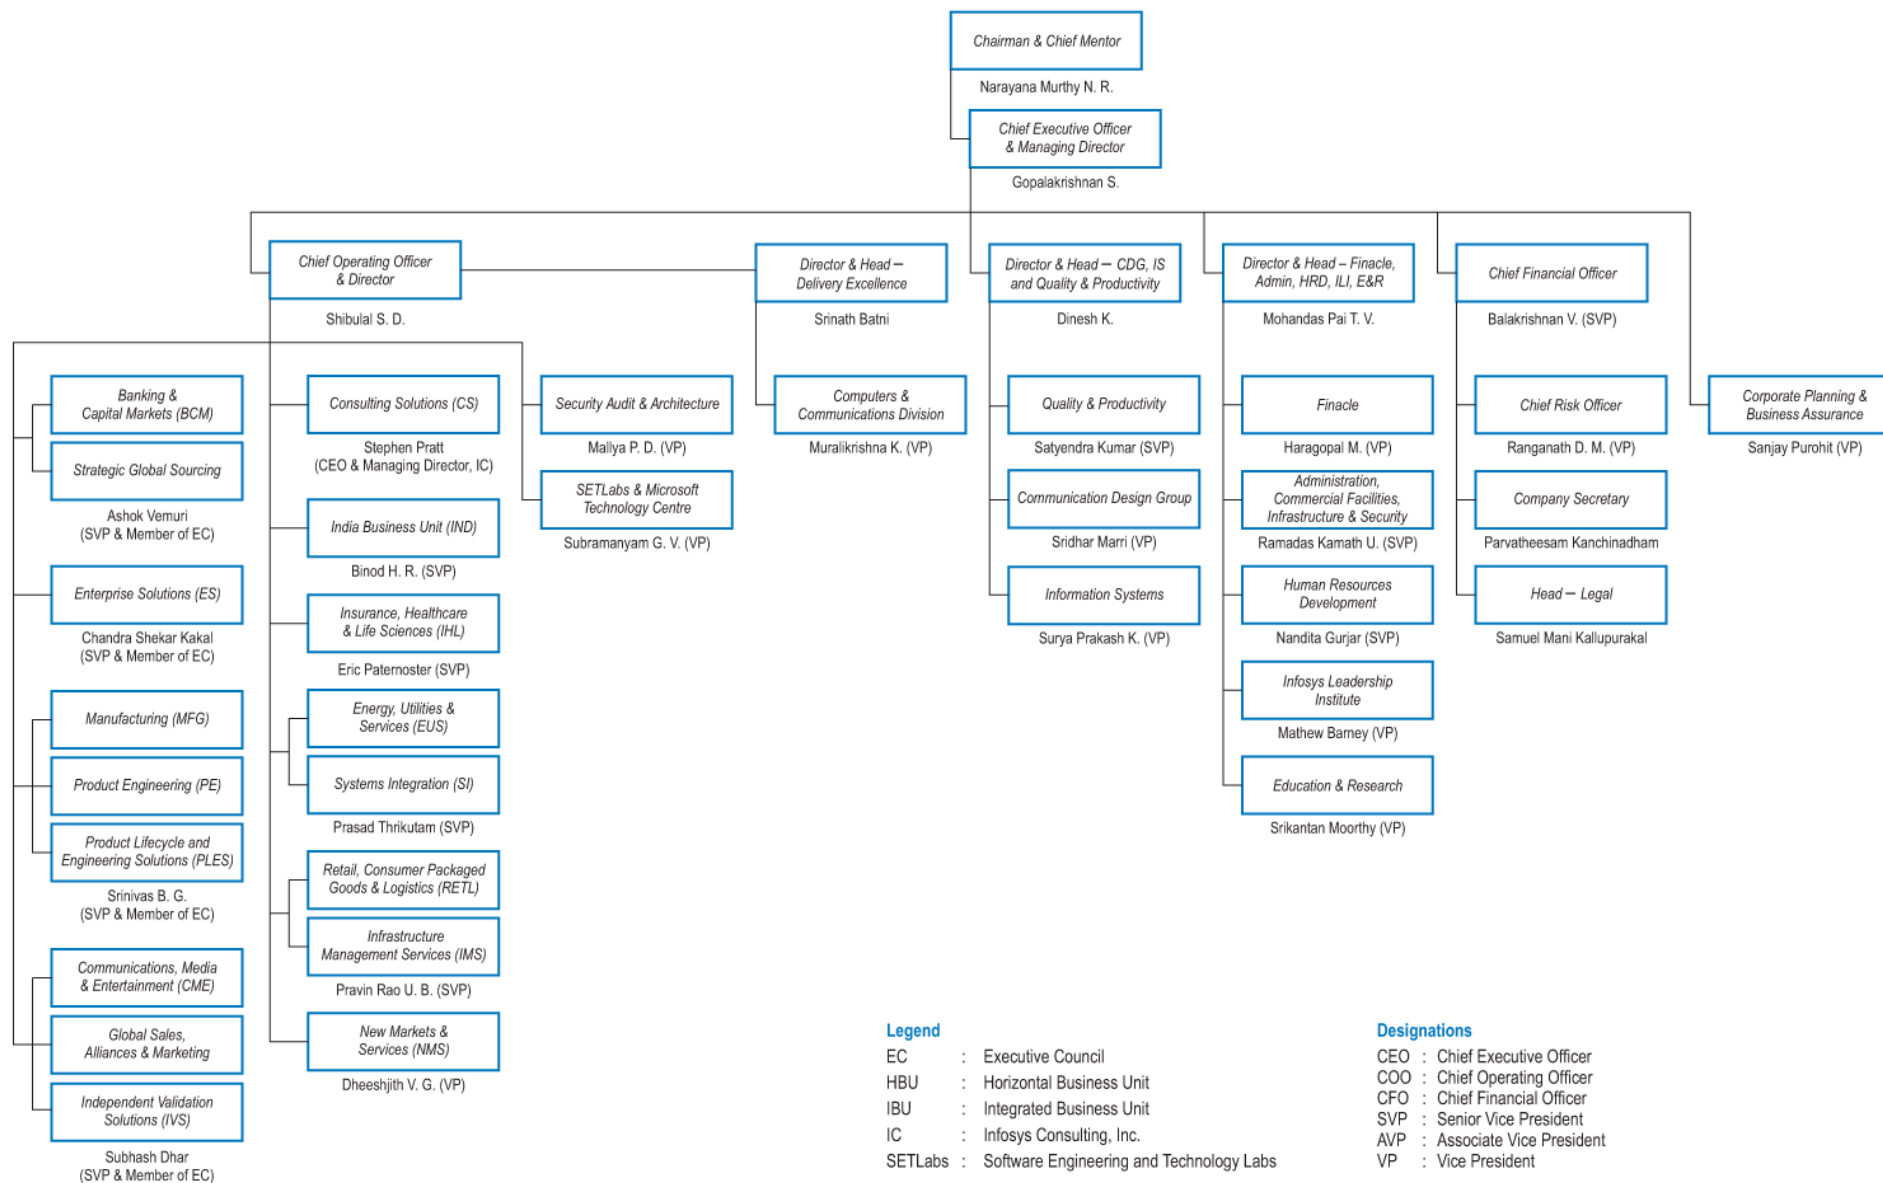 Chairman & Chief Mentor
Narayana Murthy N. R.
Chief Executive Officer
& Managing Director
Gopalakrishnan S.
Chief Operating Officer
& Director
Shibulal S. D.
Director & Head –
Delivery Excellence
Srinath Batni
Director & Head – CDG, IS
and Quality & Productivity
Dinesh K.
Director & Head – Finacle,
Admin, HRD, ILI, E&R
Mohandas Pai T. V.
Chief Financial Officer
Balakrishnan V. (SVP)
Banking &
Capital Markets (BCM)
Strategic Global Sourcing
Ashok Vemuri
(SVP & Member of EC)
Enterprise Solutions (ES)
Chandra Shekar Kakal
(SVP & Member of EC)
Manufacturing (MFG)
Product Engineering (PE)
Product Lifecycle and
Engineering Solutions (PLES)
Srinivas B. G.
(SVP & Member of EC)
Communications, Media
& Entertainment (CME)
Global Sales,
Alliances & Marketing
Independent Validation
Solutions (IVS)
Subhash Dhar
(SVP & Member of EC)
Consulting Solutions (CS)
Stephen Pratt
(CEO & Managing Director, IC)
India Business Unit (IND)
Binod H. R. (SVP)
Insurance, Healthcare
& Life Sciences (IHL)
Eric Paternoster (SVP)
Energy, Utilities &
Services (EUS)
Systems Integration (SI)
Prasad Thrikutam (SVP)
Retail, Consumer Packaged
Goods & Logistics (RETL)
Infrastructure
Management Services (IMS)
Pravin Rao U. B. (SVP)
New Markets &
Services (NMS)
Dheeshjith V. G. (VP)
Security Audit & Architecture
Mallya P. D. (VP)
SETLabs & Microsoft
Technology Centre
Subramanyam G. V. (VP)
Computers &
Communications Division
Muralikrishna K. (VP)
Quality & Productivity
Satyendra Kumar (SVP)
Communication Design Group
Sridhar Marri (VP)
Information Systems
Surya Prakash K. (VP)
Finacle
Haragopal M. (VP)
Administration,
Commercial Facilities,
Infrastructure & Security
Ramadas Kamath U. (SVP)
Human Resources
Development
Nandita Gurjar (SVP)
Infosys Leadership
Institute
Mathew Barney (VP)
Education & Research
Srikantan Moorthy (VP)
Chief Risk Officer
Ranganath D. M. (VP)
Company Secretary
Parvatheesam Kanchinadham
Head – Legal
Samuel Mani Kallupurakal
Corporate Planning &
Business Assurance
Sanjay Purohit (VP)
Legend
EC : Executive Council
HBU : Horizontal Business Unit
IBU : Integrated Business Unit
IC : Infosys Consulting, Inc.
SETLabs : Software Engineering and Technology Labs
Designations
CEO : Chief Executive Officer
COO : Chief Operating Officer
CFO : Chief Financial Officer
SVP : Senior Vice President
AVP : Associate Vice President
VP : Vice President